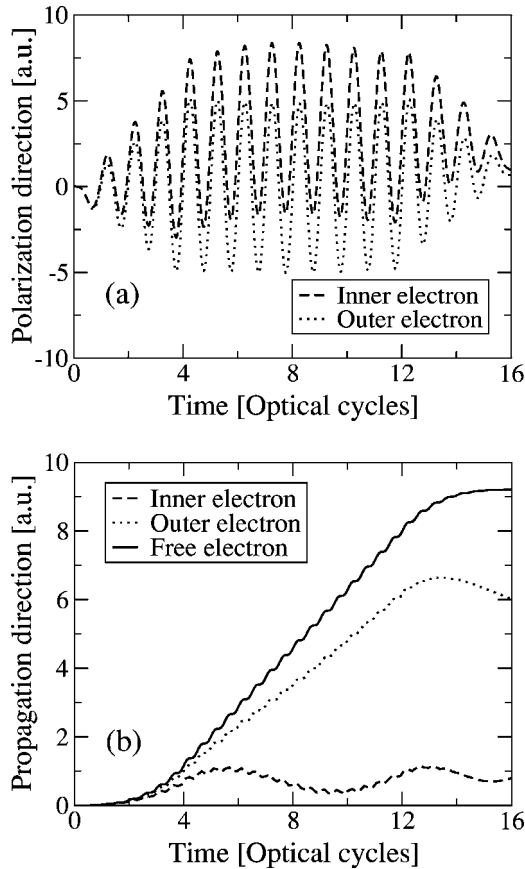 10
5
0
-5
-10
Polarization direction [a.u.]
(a)
Inner electron
Outer electron
0 4 8 12 16
Time [Optical cycles]
10
8
6
4
2
0
Propagation direction [a.u.]
Inner electron
Outer electron
Free electron
(b)
0 4 8 12 16
Time [Optical cycles]